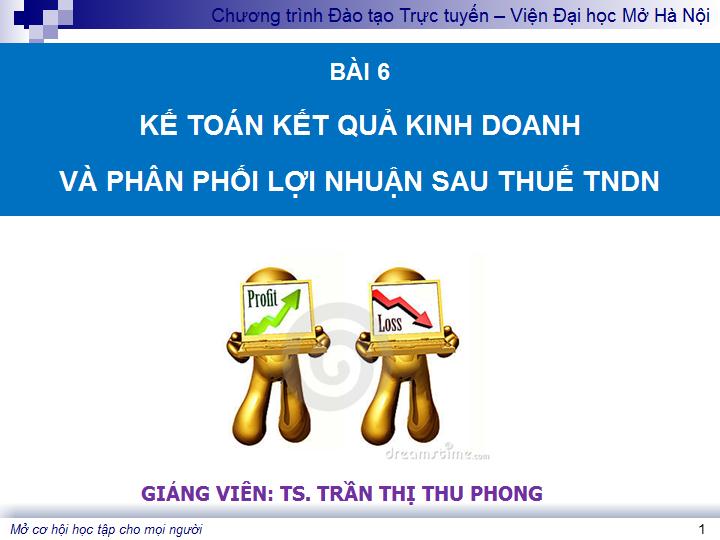 Chương trình Đào tạo Trực tuyến – Viện Đại học Mở Hà Nội
BÀI 6
KẾ TOÁN KẾT QUẢ KINH DOANH
VÀ PHÂN PHỐI LỢI NHUẬN SAU THUẾ TNDN
Profit
Loss
dreamstime.com
GIẢNG VIÊN: TS. TRẦN THỊ THU PHONG
Mở cơ hội học tập cho mọi người
1